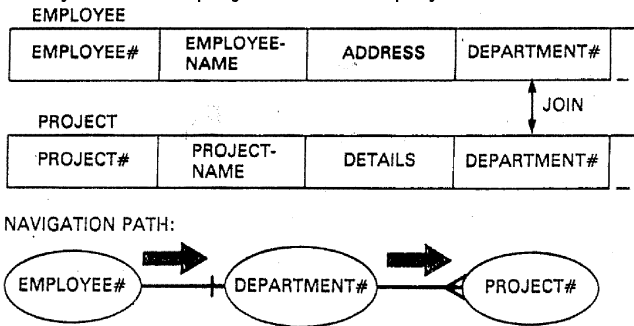 EMPLOYEE
EMPLOYEE# EMPLOYEE-NAME ADDRESS DEPARTMENT#
JOIN
PROJECT
PROJECT# PROJECT-NAME DETAILS DEPARTMENT#
NAVIGATION PATH:
EMPLOYEE# DEPARTMENT# PROJECT#